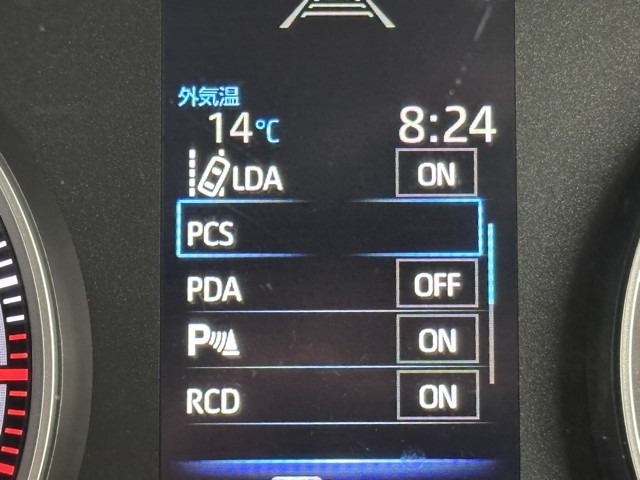 外気温
14℃ 8:24
LDA ON
PCS
PDA OFF
P ON
RCD ON